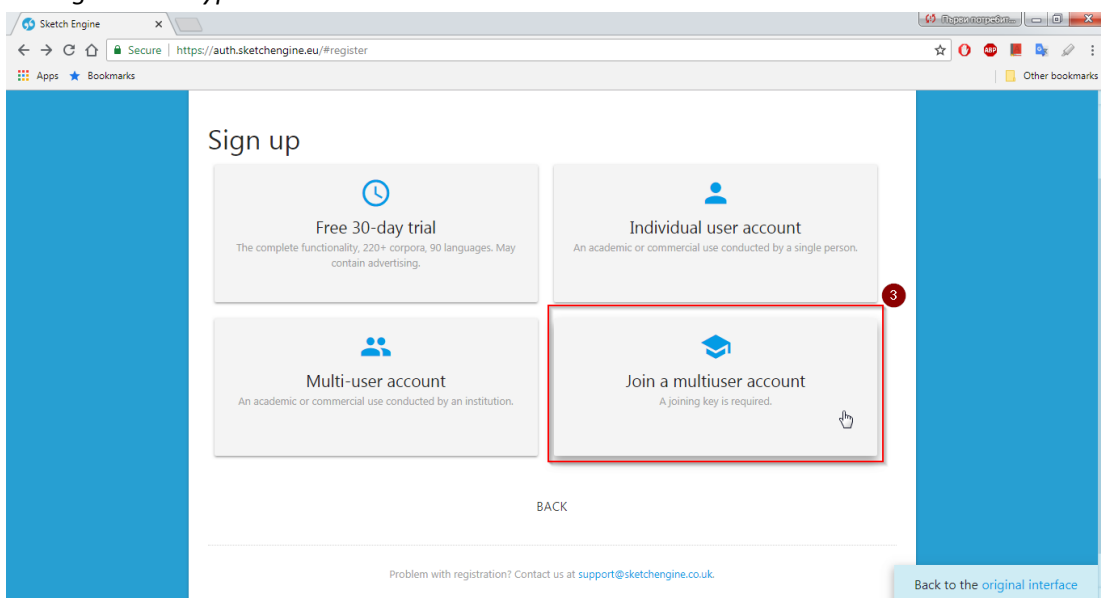 Sketch Engine
Secure | https://auth.sketchengine.eu/#register
Apps Bookmarks Other bookmarks
Sign up
Free 30-day trial
The complete functionality, 220+ corpora, 90 languages. May
contain advertising.
Individual user account
An academic or commercial use conducted by a single person.
3
Multi-user account
An academic or commercial use conducted by an institution.
Join a multiuser account
A joining key is required.
BACK
Problem with registration? Contact us at support@sketchengine.co.uk.
Back to the original interface